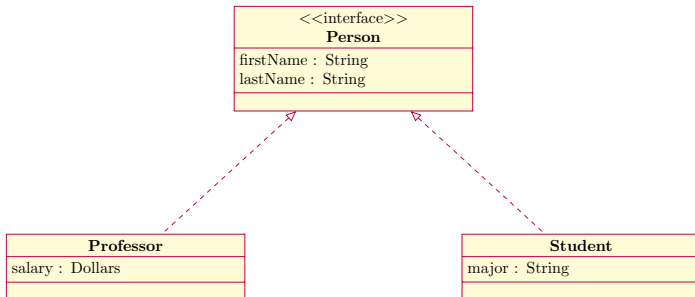 <<interface>>
Person
firstName : String
lastName : String
Professor
salary : Dollars
Student
major : String